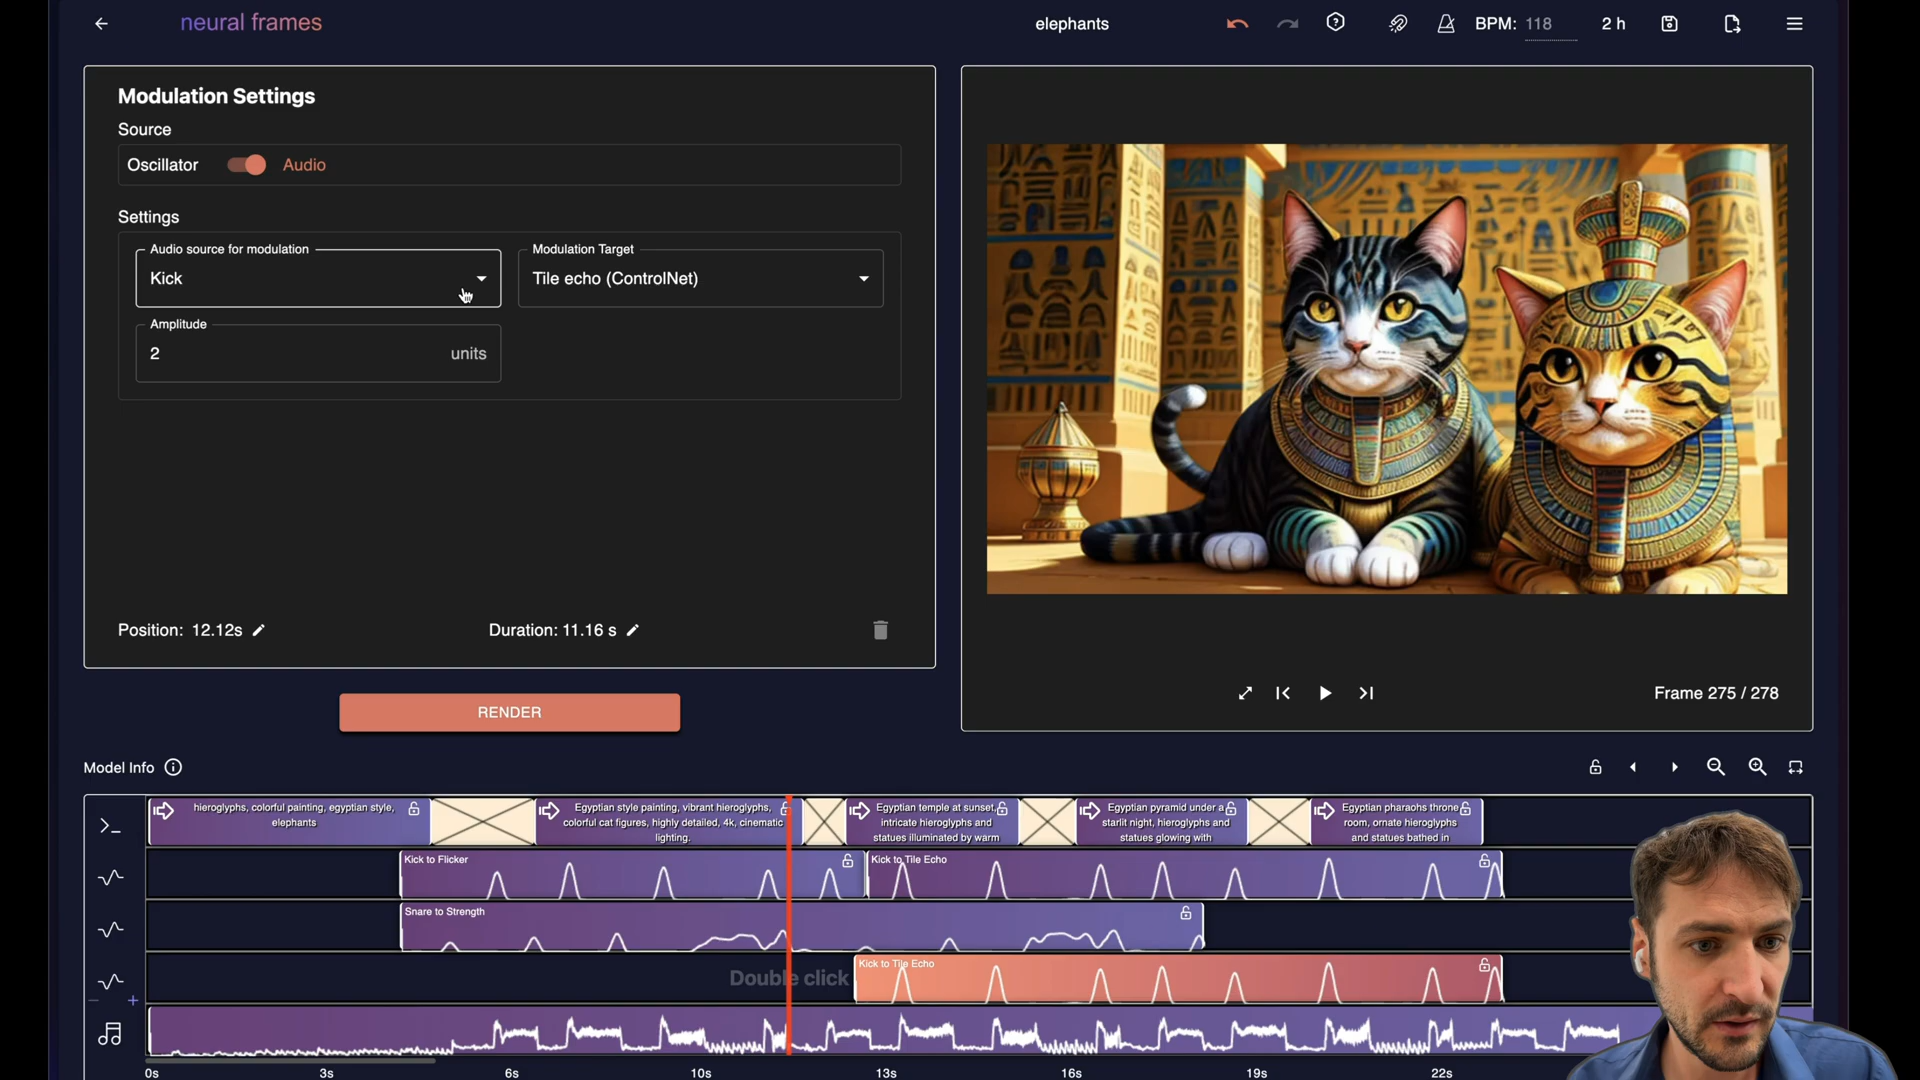 neural frames
elephants
BPM: 118
2 h
Modulation Settings
Source
Oscillator
Audio
Settings
Audio source for modulation
Kick
Modulation Target
Tile echo (ControlNet)
Amplitude
2
units
Position: 12.12s
Duration: 11.16 s
RENDER
Frame 275 / 278
Model Info
hieroglyphs, colorful painting, egyptian style,
elephants
Egyptian style painting, vibrant hieroglyphs,
colorful cat figures, highly detailed, 4k, cinematic
lighting.
Egyptian temple at sunset,
intricate hieroglyphs and
statues illuminated by warm
Egyptian pyramid under a
starlit night, hieroglyphs and
statues glowing with
Egyptian pharaohs throne
room, ornate hieroglyphs
and statues bathed in
Kick to Flicker
Kick to Tile Echo
Snare to Strength
Double click
Kick to Tile Echo
0s
3s
6s
10s
13s
16s
19s
22s